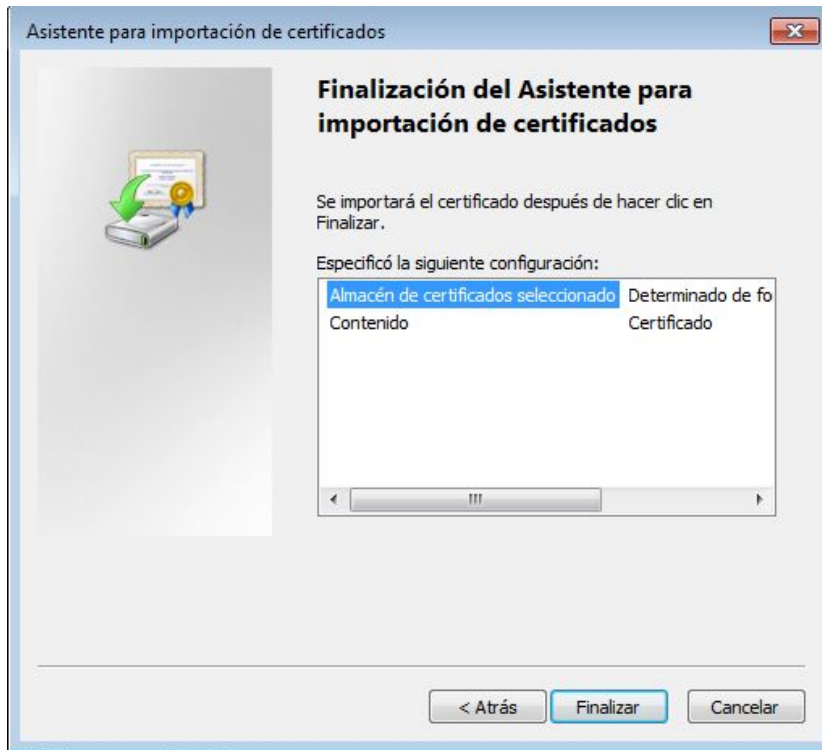 Asistente para importación de certificados
Finalización del Asistente para
importación de certificados
Se importará el certificado después de hacer clic en
Finalizar.
Especificó la siguiente configuración:
Almacén de certificados seleccionado Determinado de fo
Contenido Certificado
< Atrás Finalizar Cancelar